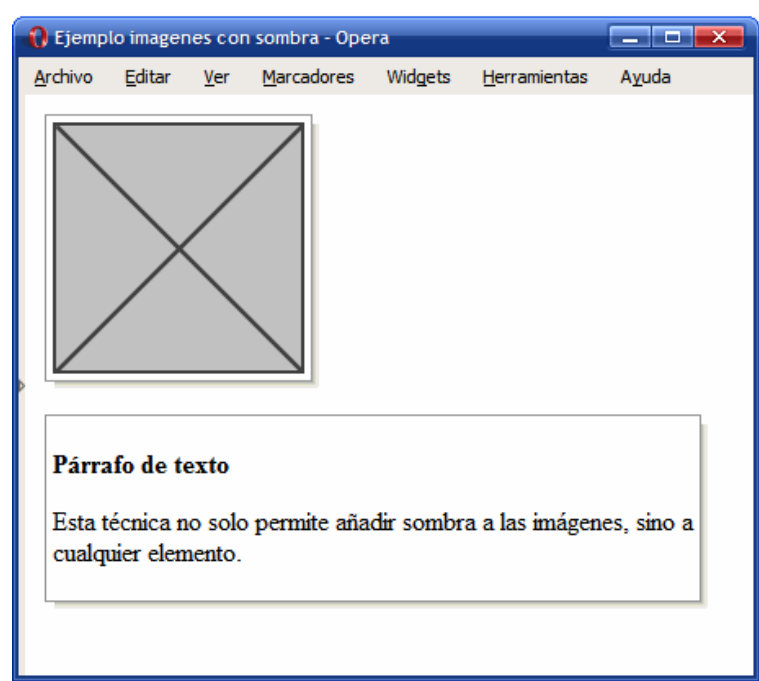 Ejemplo imagenes con sombra - Opera
Archivo Editar Ver Marcadores Widgets Herramientas Ayuda
Párrafo de texto
Esta técnica no solo permite añadir sombra a las imágenes, sino a
cualquier elemento.